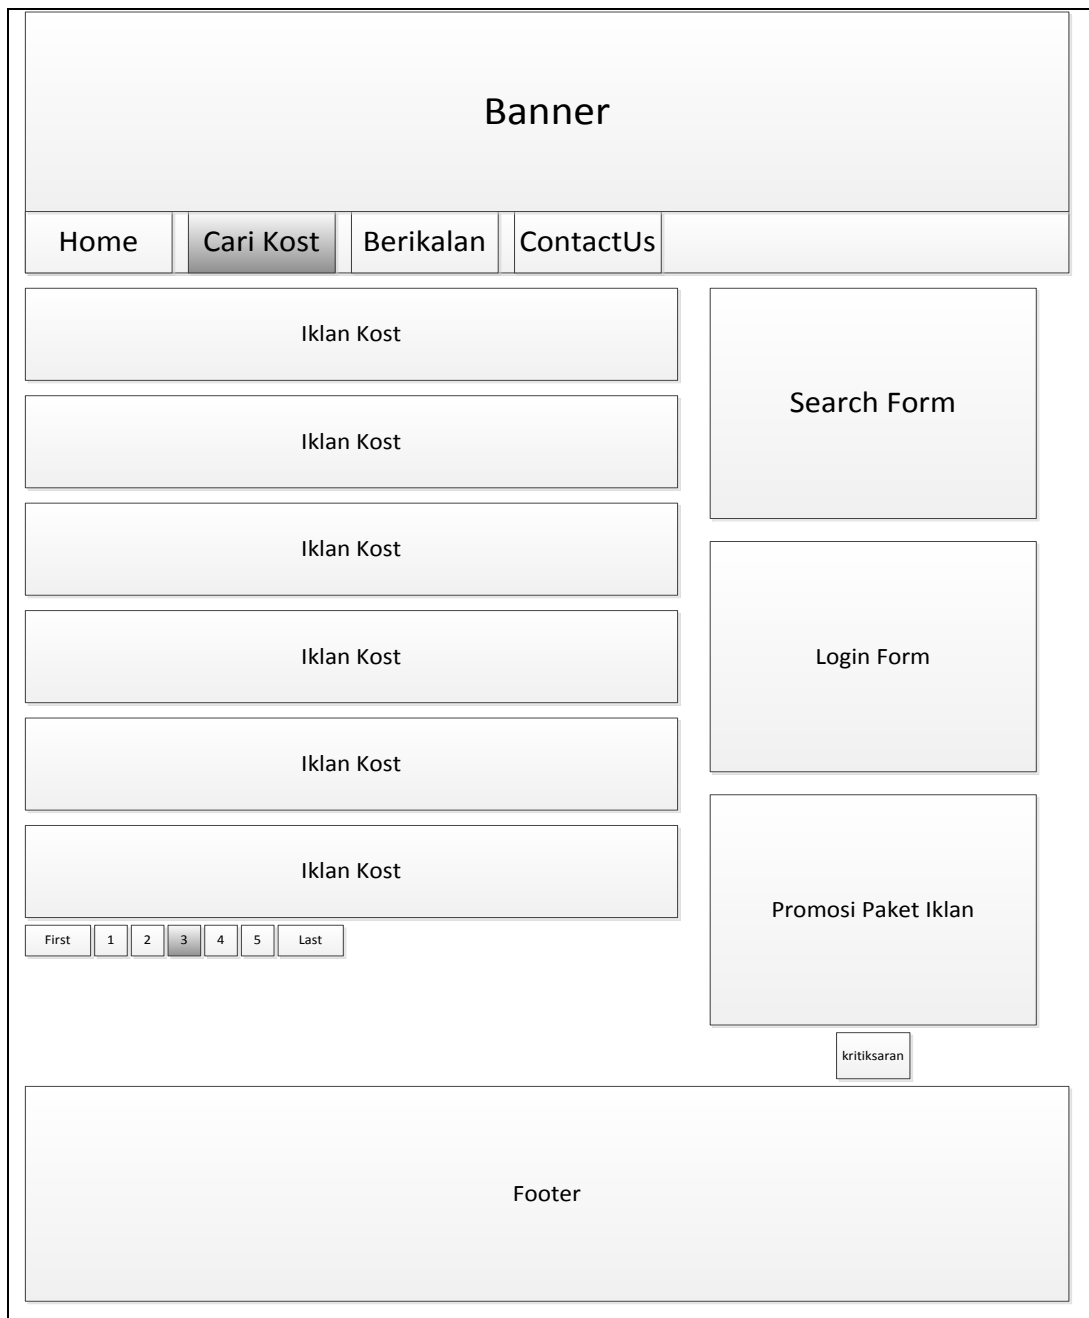 Banner
Home
Cari Kost
Berikalan
ContactUs
Iklan Kost
Iklan Kost
Iklan Kost
Iklan Kost
Iklan Kost
Iklan Kost
First
1
2
3
4
5
Last
Search Form
Login Form
Promosi Paket Iklan
kritiksaran
Footer